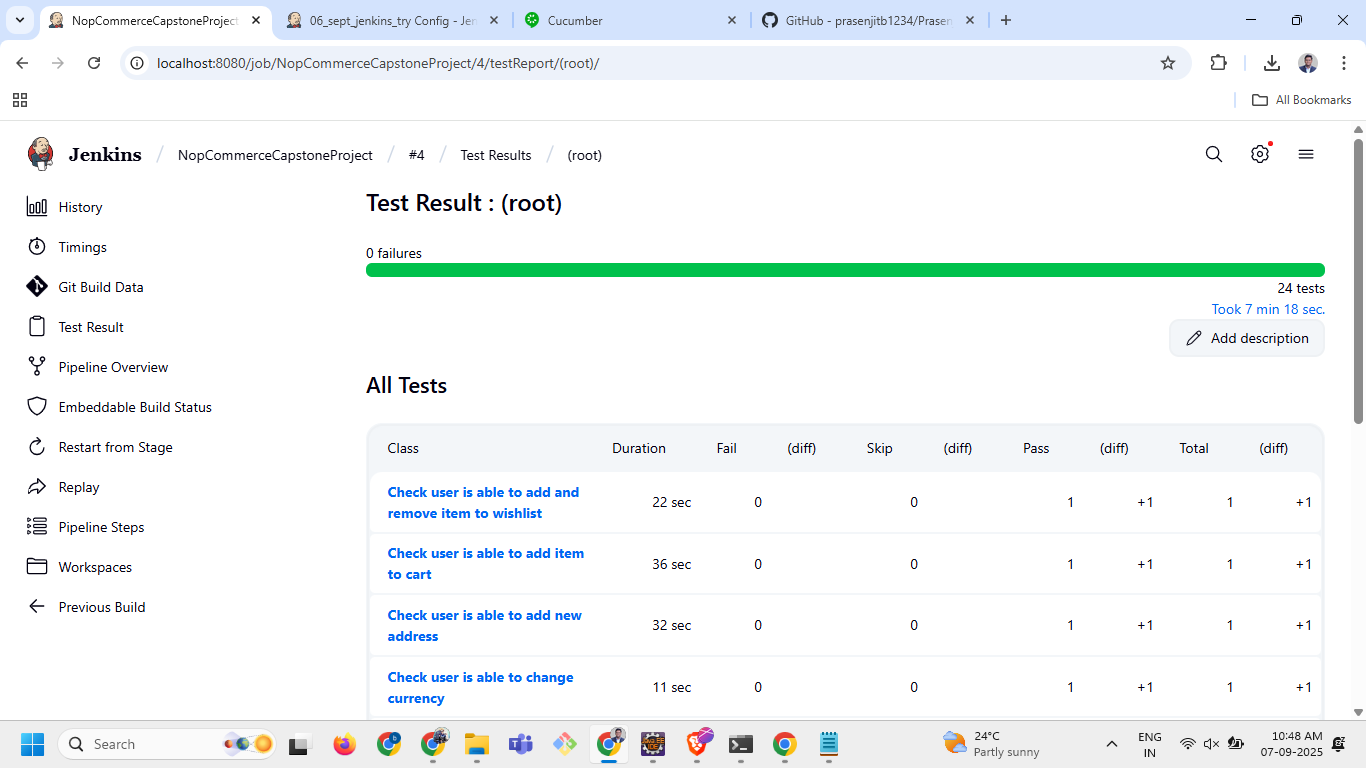 NopCommerceCapstoneProject
06_sept_jenkins_try Config - Jen
Cucumber
GitHub - prasenjitb1234/Prasen
localhost:8080/job/NopCommerceCapstoneProject/4/testReport/(root)/
All Bookmarks
Jenkins / NopCommerceCapstoneProject / #4 / Test Results / (root)
History
Timings
Git Build Data
Test Result
Pipeline Overview
Embeddable Build Status
Restart from Stage
Replay
Pipeline Steps
Workspaces
Previous Build
Test Result : (root)
0 failures
24 tests
Took 7 min 18 sec.
Add description
All Tests
Class Duration Fail (diff) Skip (diff) Pass (diff) Total (diff)
Check user is able to add and
remove item to wishlist
22 sec 0 0 1 +1 1 +1
Check user is able to add item
to cart
36 sec 0 0 1 +1 1 +1
Check user is able to add new
address
32 sec 0 0 1 +1 1 +1
Check user is able to change
currency
11 sec 0 0 1 +1 1 +1
Search
24°C
Partly sunny
ENG
IN
10:48 AM
07-09-2025